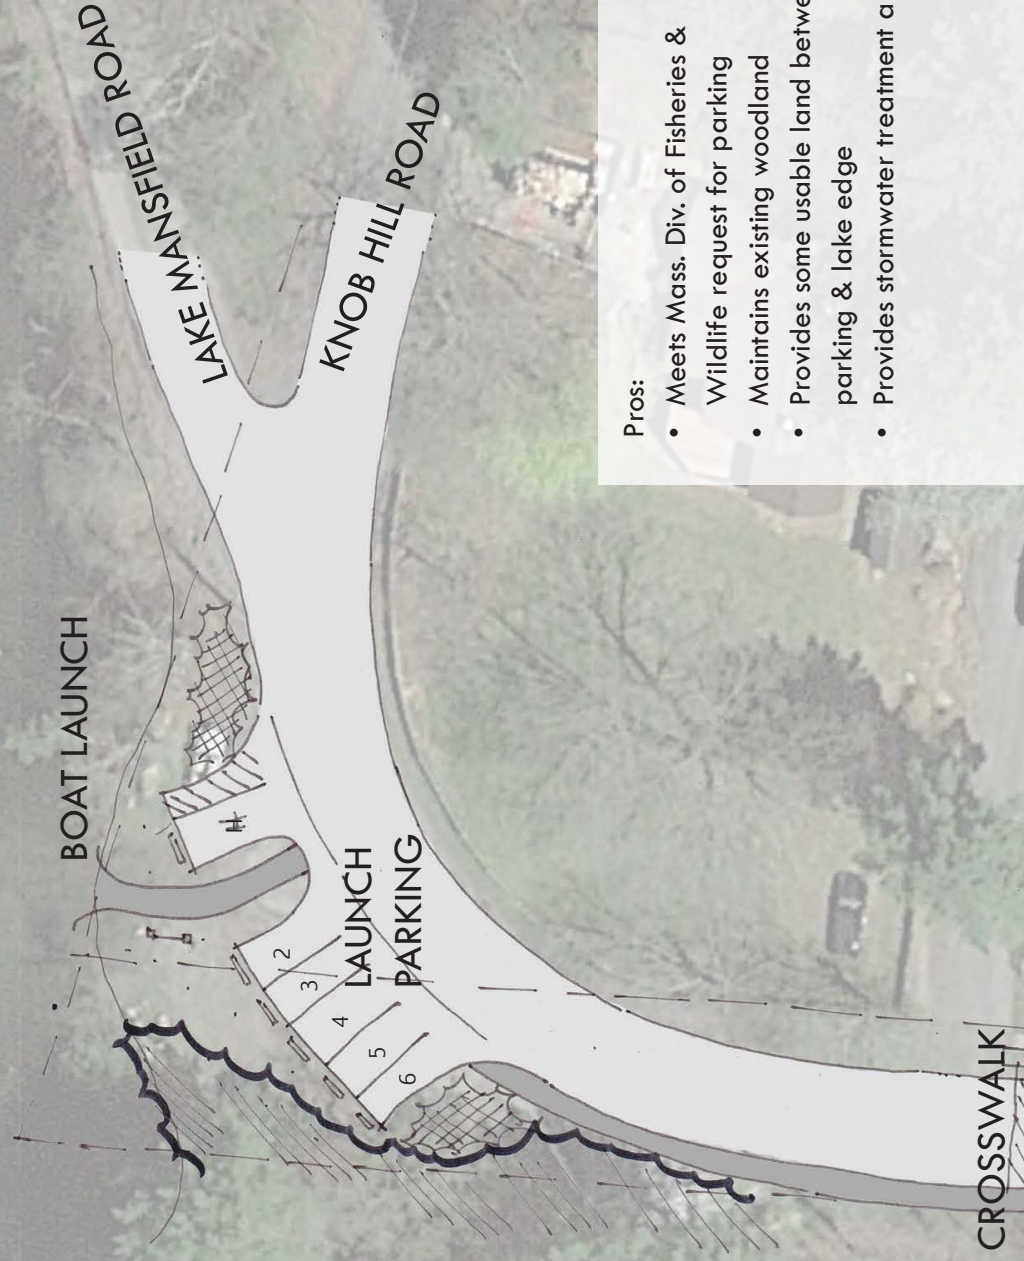 LAKE MANSFIELD ROAD
KNOB HILL ROAD
BOAT LAUNCH
H
LAUNCH
PARKING
2
3
4
5
6
CROSSWALK
Pros:
• Meets Mass. Div. of Fisheries &
Wildlife request for parking
• Maintains existing woodland
• Provides some usable land betwe
parking & lake edge
• Provides stormwater treatment a